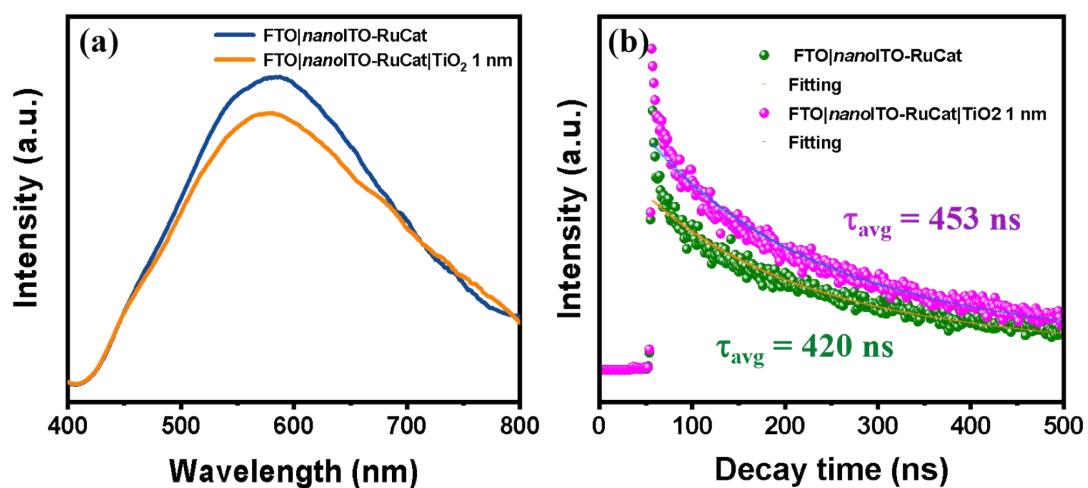 (a)
FTO|nanoITO-RuCat
FTO|nanoITO-RuCat|TiO₂ 1 nm
Intensity (a.u.)
400 500 600 700 800
Wavelength (nm)
(b)
FTO|nanoITO-RuCat
Fitting
FTO|nanoITO-RuCat|TiO2 1 nm
Fitting
τavg = 453 ns
τavg = 420 ns
Intensity (a.u.)
0 100 200 300 400 500
Decay time (ns)